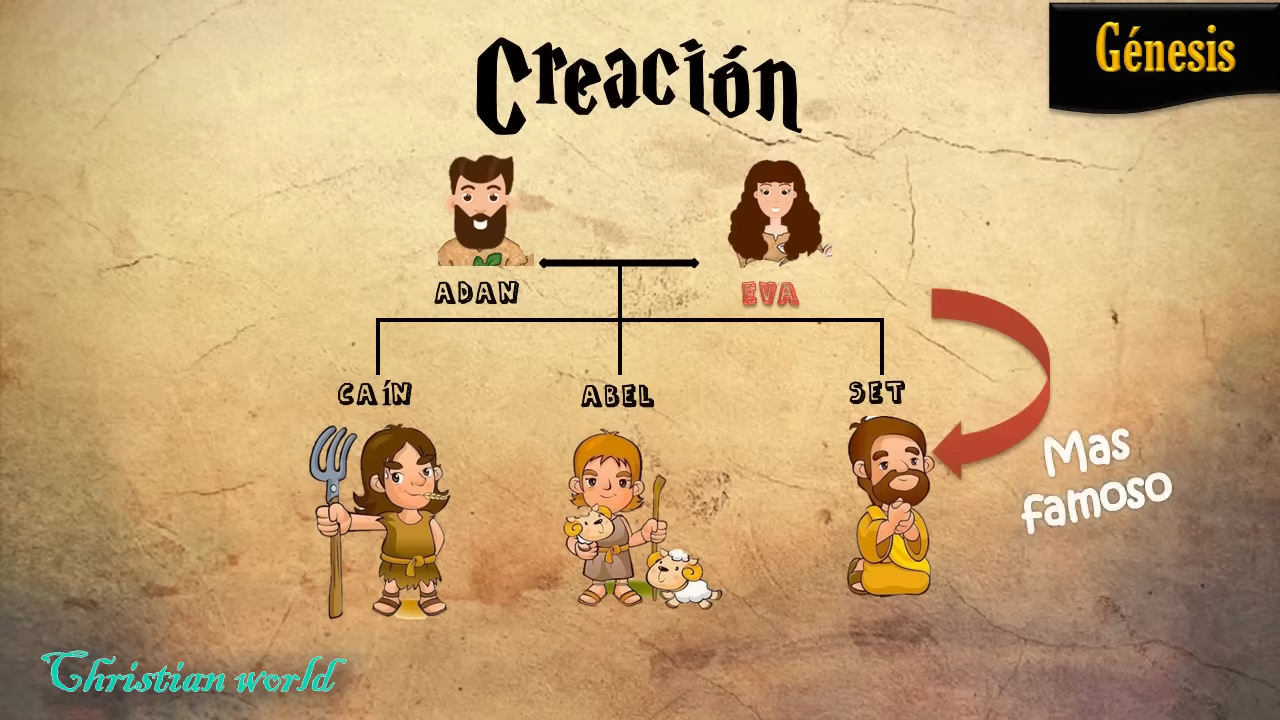 Creación
Génesis
ADAN
EVA
CAÍN
ABEL
SET
Mas
famoso
Christian world